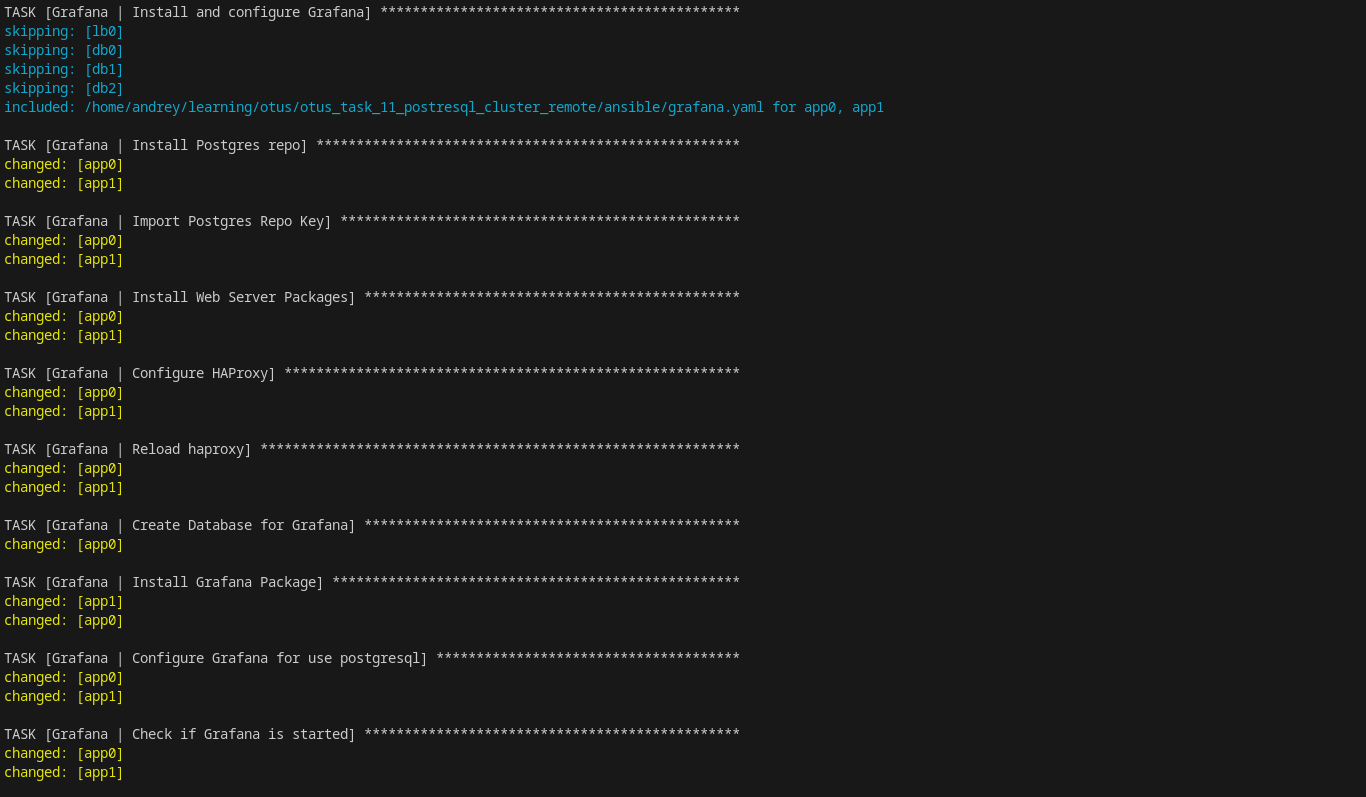 TASK [Grafana | Install and configure Grafana] *********************************************
skipping: [lb0]
skipping: [db0]
skipping: [db1]
skipping: [db2]
included: /home/andrey/learning/otus/otus_task_11_postresql_cluster_remote/ansible/grafana.yaml for app0, app1
TASK [Grafana | Install Postgres repo] *****************************************************
changed: [app0]
changed: [app1]
TASK [Grafana | Import Postgres Repo Key] **************************************************
changed: [app0]
changed: [app1]
TASK [Grafana | Install Web Server Packages] ***********************************************
changed: [app0]
changed: [app1]
TASK [Grafana | Configure HAProxy] *********************************************************
changed: [app0]
changed: [app1]
TASK [Grafana | Reload haproxy] ************************************************************
changed: [app0]
changed: [app1]
TASK [Grafana | Create Database for Grafana] ***********************************************
changed: [app0]
TASK [Grafana | Install Grafana Package] ***************************************************
changed: [app1]
changed: [app0]
TASK [Grafana | Configure Grafana for use postgresql] **************************************
changed: [app0]
changed: [app1]
TASK [Grafana | Check if Grafana is started] ***********************************************
changed: [app0]
changed: [app1]